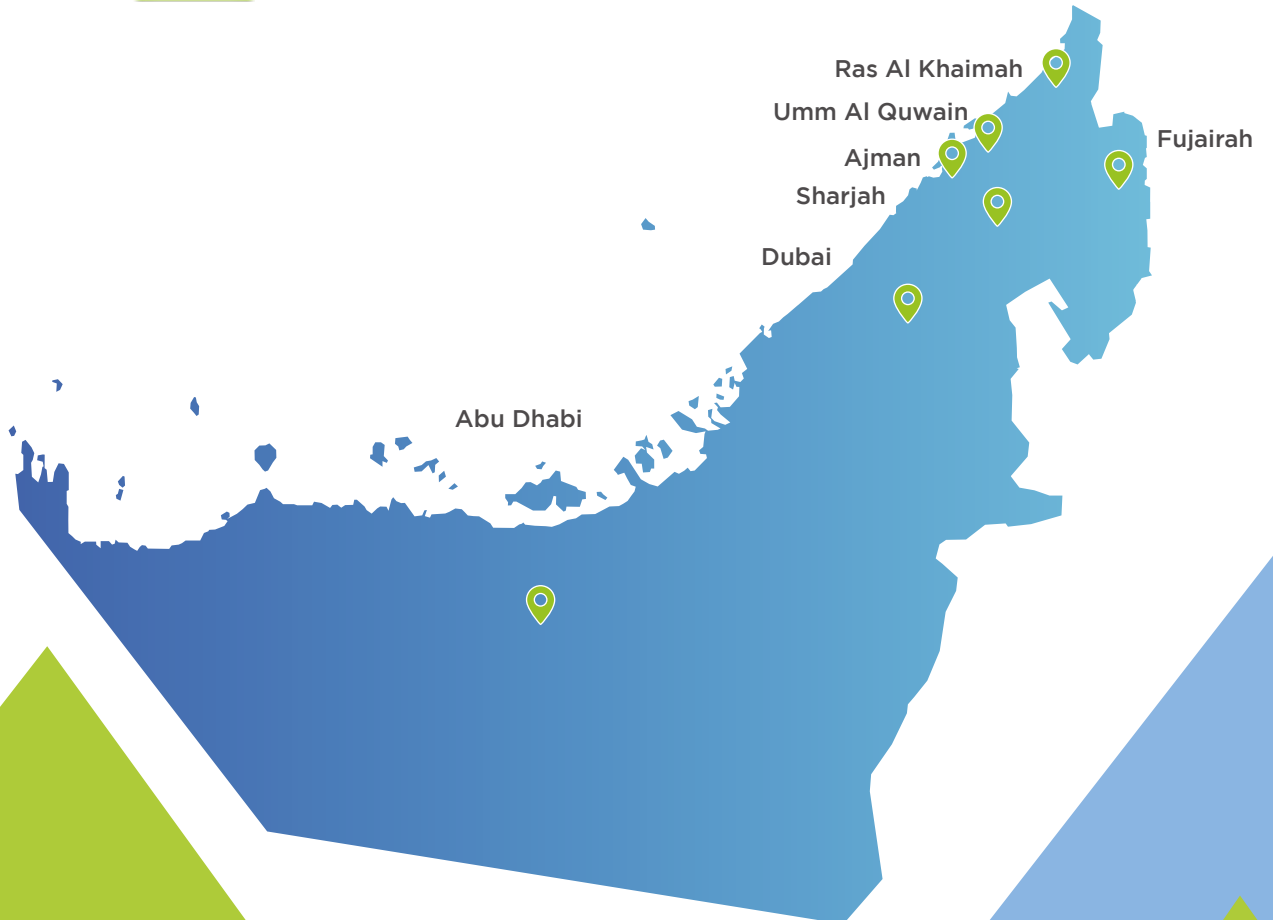 Ras Al Khaimah
Umm Al Quwain
Fujairah
Ajman
Sharjah
Dubai
Abu Dhabi